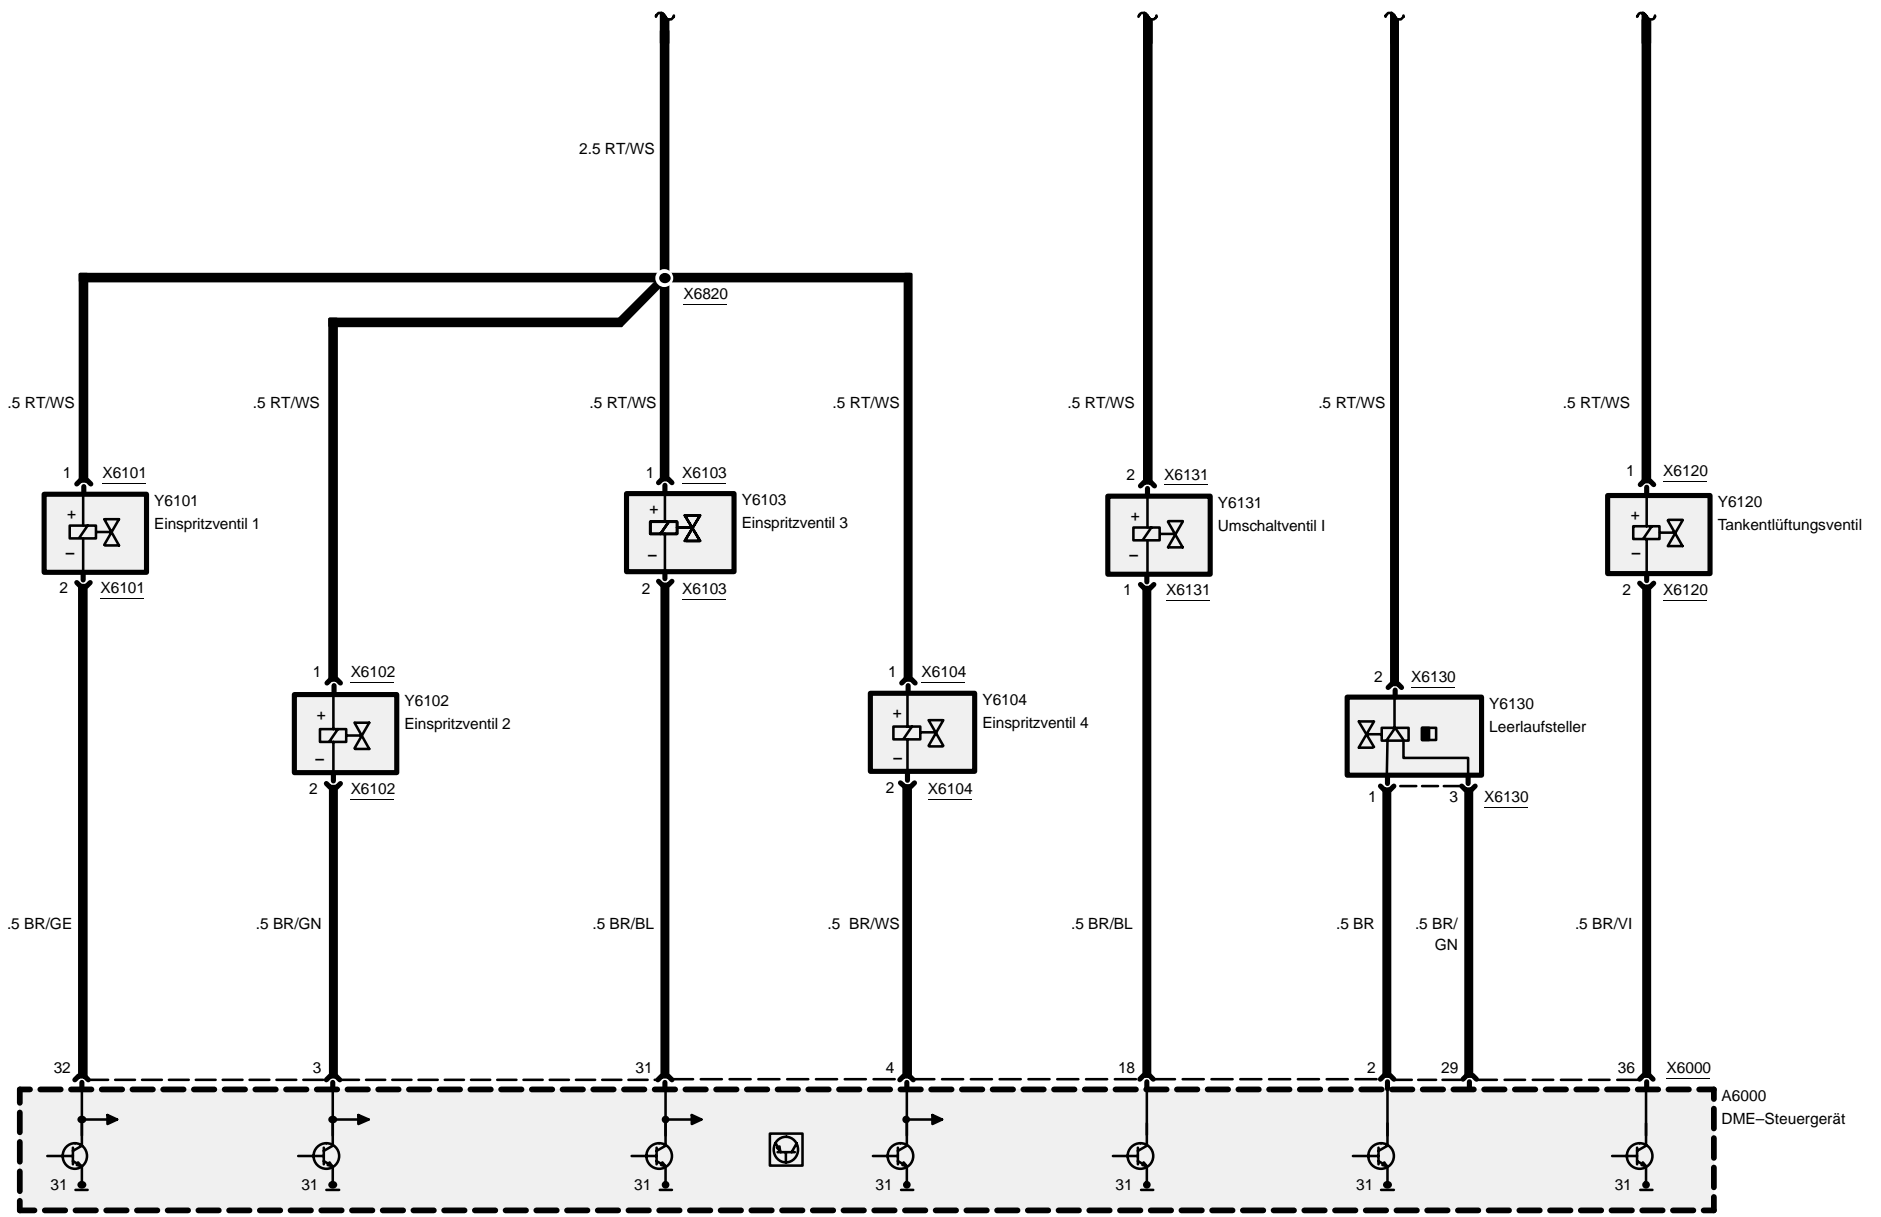 2.5 RT/WS
X6820
.5 RT/WS .5 RT/WS .5 RT/WS .5 RT/WS .5 RT/WS .5 RT/WS .5 RT/WS
1 X6101 1 X6103 2 X6131 1 X6120
Y6101 Y6103 Y6131 Y6120
Einspritzventil 1 Einspritzventil 3 Umschaltventil I Tankentlüftungsventil
+ + + +
– – – –
2 X6101 2 X6103 1 X6131 2 X6120
1 X6102 1 X6104 2 X6130
Y6102 Y6104 Y6130
Einspritzventil 2 Einspritzventil 4 Leerlaufsteller
+ +
– –
2 X6102 2 X6104 1 3 X6130
.5 BR/GE .5 BR/GN .5 BR/BL .5 BR/WS .5 BR/BL .5 BR .5 BR/ .5 BR/VI
GN
32 3 31 4 18 2 29 36 X6000
A6000
DME–Steuergerät
31 31 31 31 31 31 31